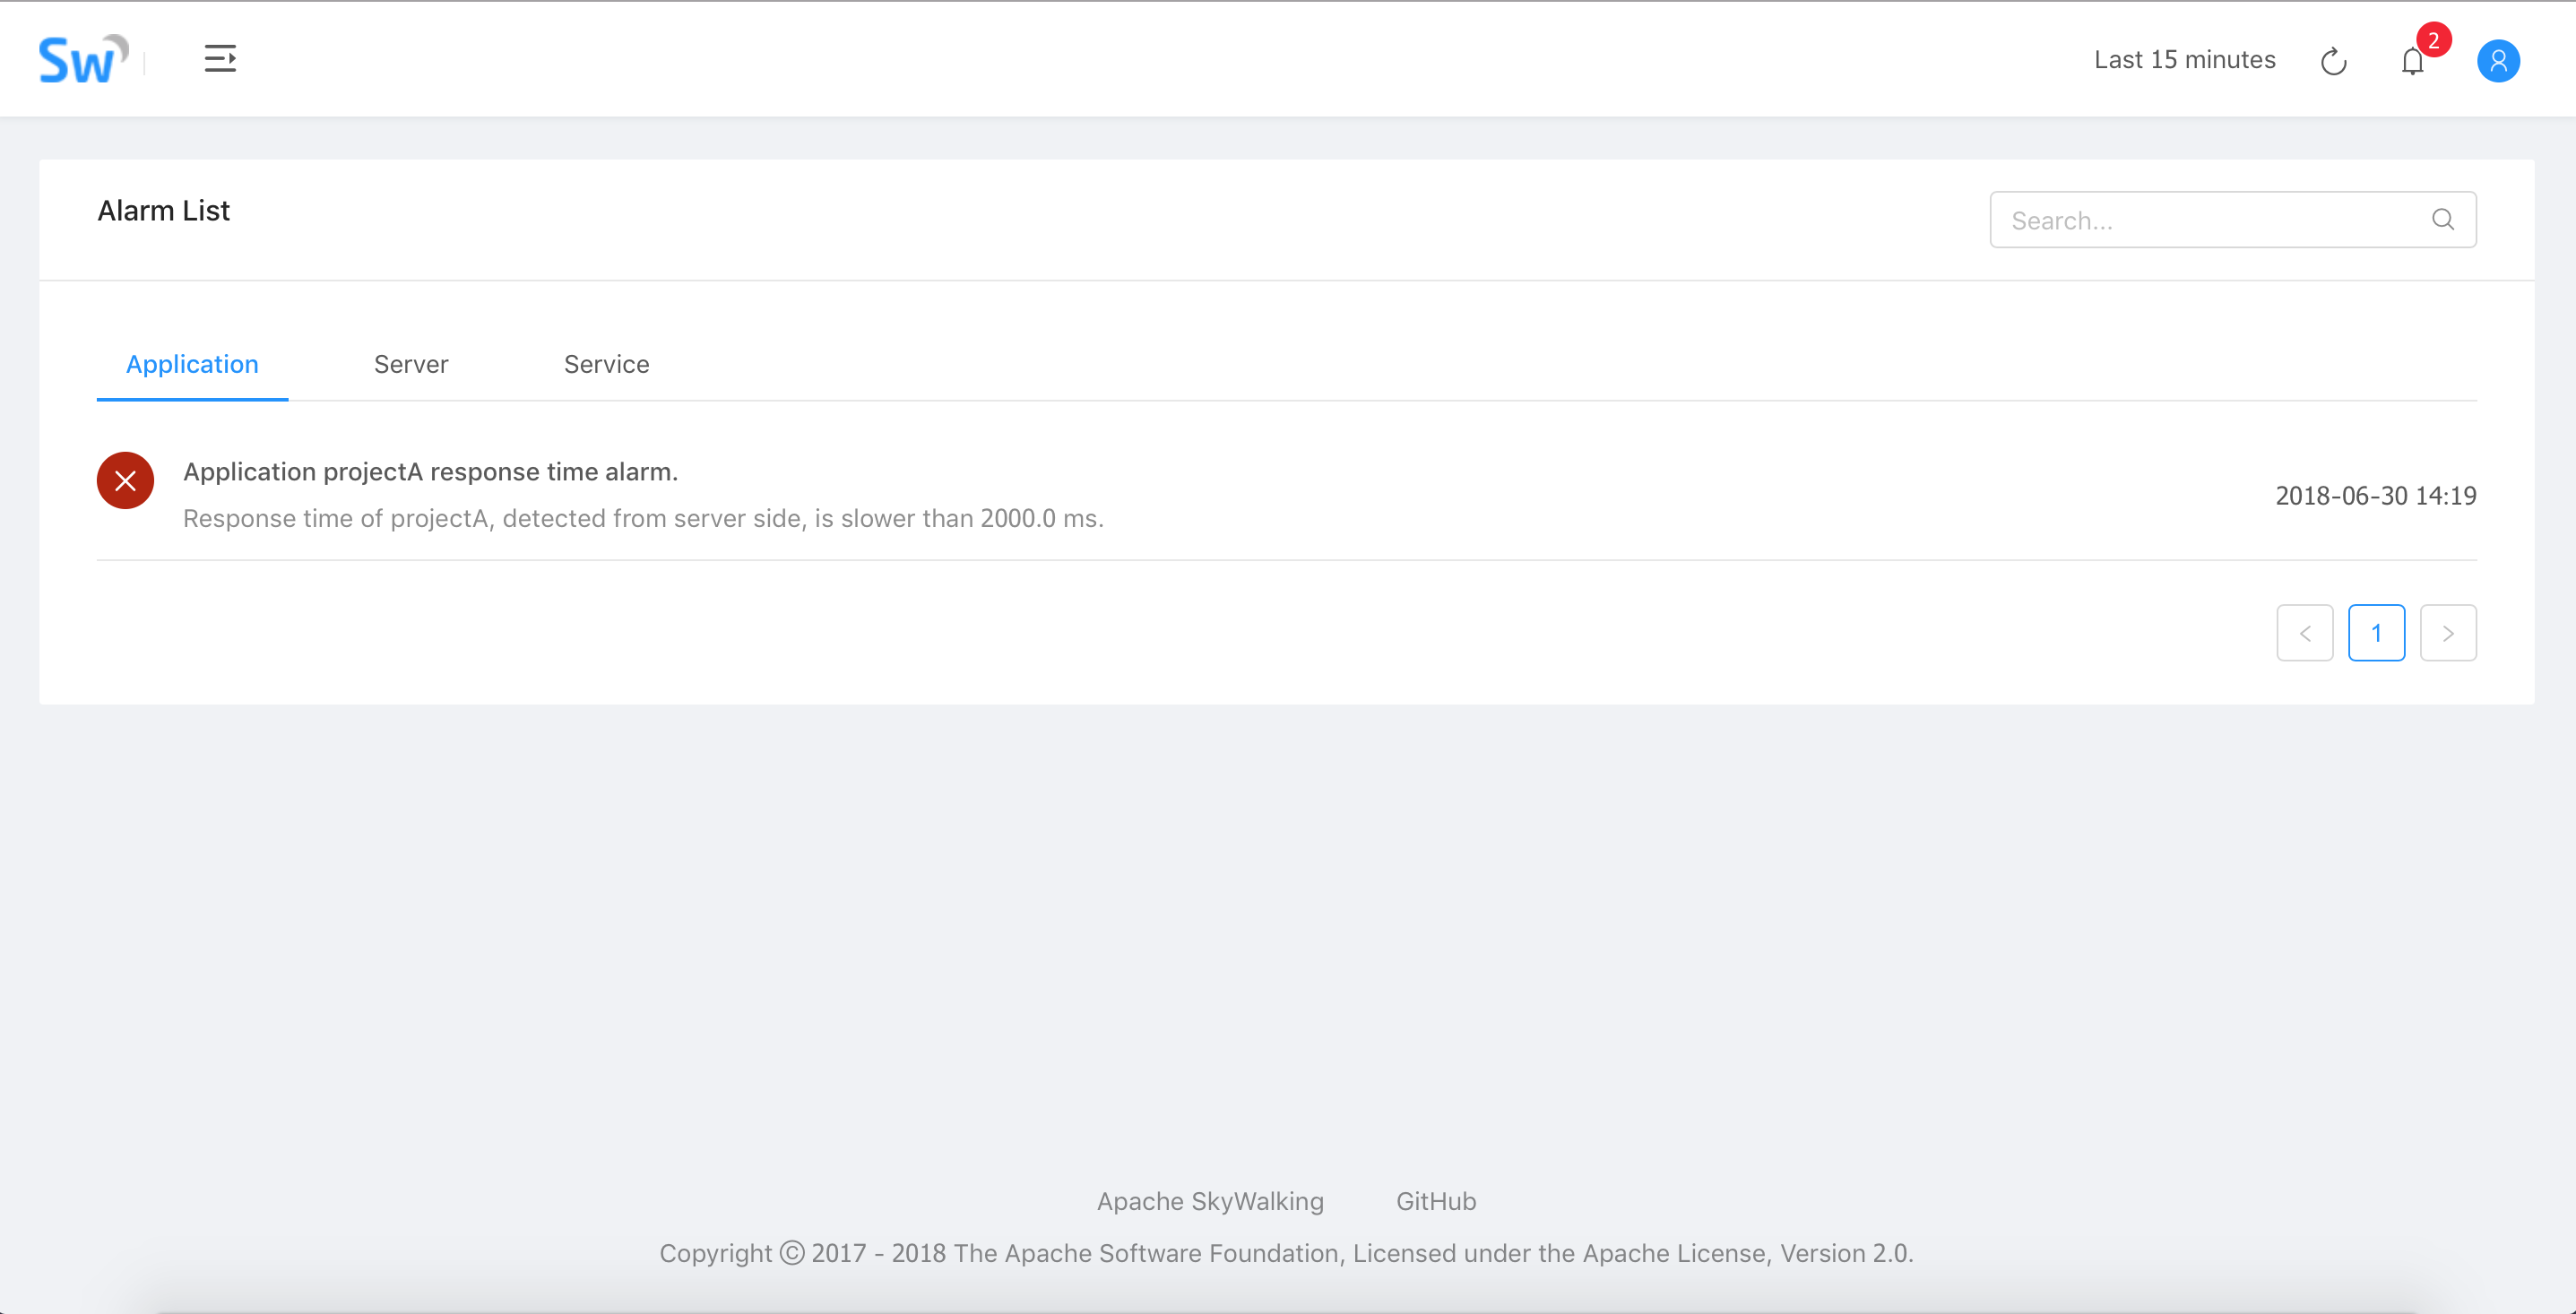 Sw
Last 15 minutes
2
Alarm List
Search...
Application Server Service
Application projectA response time alarm.
Response time of projectA, detected from server side, is slower than 2000.0 ms.
2018-06-30 14:19
< 1 >
Apache SkyWalking GitHub
Copyright © 2017 - 2018 The Apache Software Foundation, Licensed under the Apache License, Version 2.0.